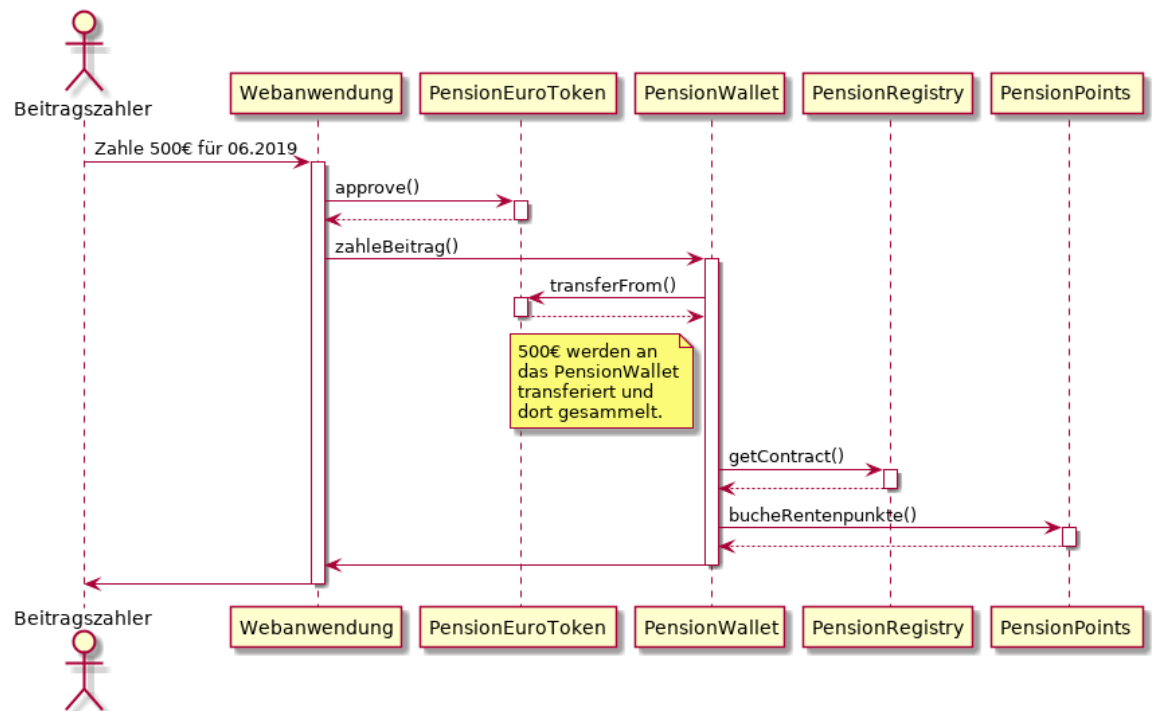 Beitragszahler
Webanwendung
PensionEuroToken
PensionWallet
PensionRegistry
PensionPoints
Zahle 500€ für 06.2019
approve()
zahleBeitrag()
transferFrom()
500€ werden an
das PensionWallet
transferiert und
dort gesammelt.
getContract()
bucheRentenpunkte()
Beitragszahler
Webanwendung
PensionEuroToken
PensionWallet
PensionRegistry
PensionPoints